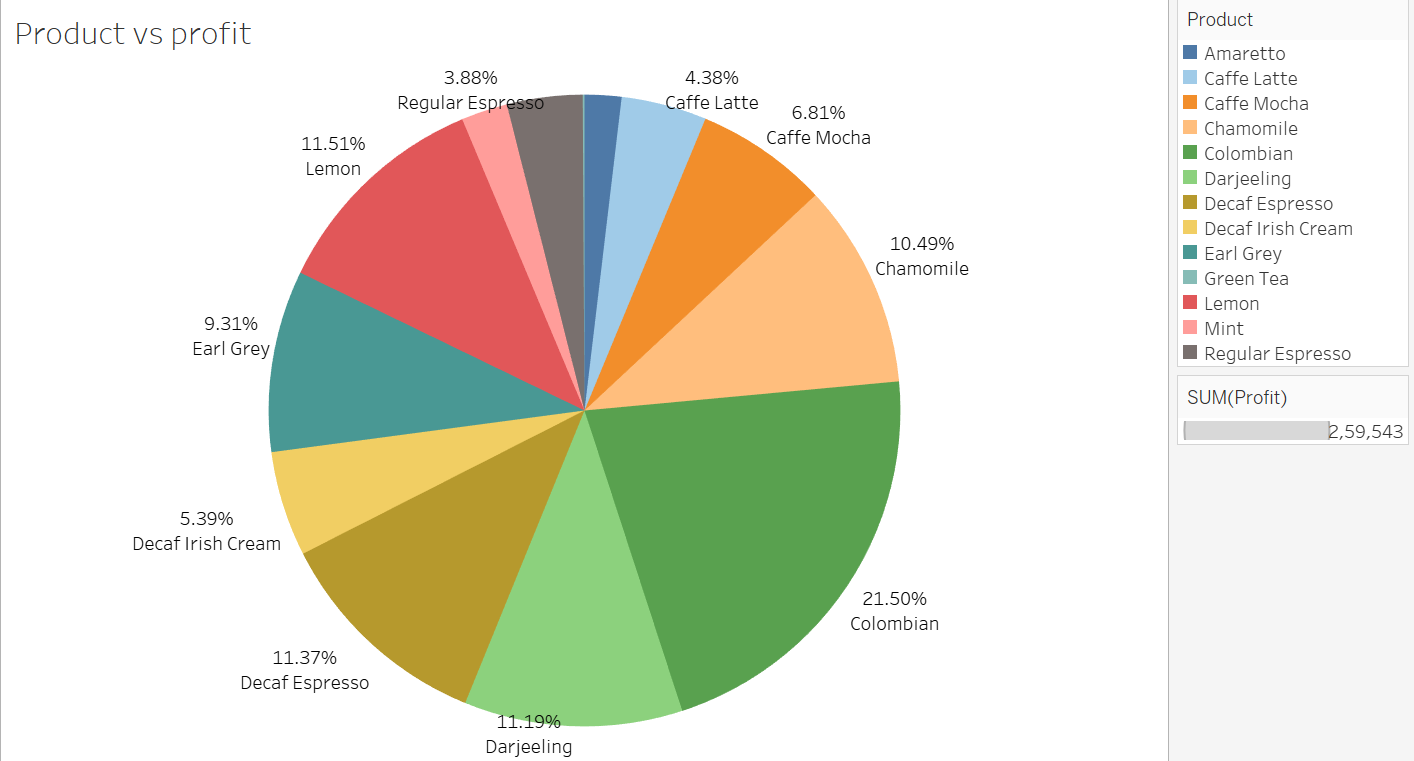 Product vs profit
3.88%
Regular Espresso
4.38%
Caffe Latte
6.81%
Caffe Mocha
11.51%
Lemon
10.49%
Chamomile
9.31%
Earl Grey
5.39%
Decaf Irish Cream
21.50%
Colombian
11.37%
Decaf Espresso
11.19%
Darjeeling
Product
Amaretto
Caffe Latte
Caffe Mocha
Chamomile
Colombian
Darjeeling
Decaf Espresso
Decaf Irish Cream
Earl Grey
Green Tea
Lemon
Mint
Regular Espresso
SUM(Profit)
2,59,543